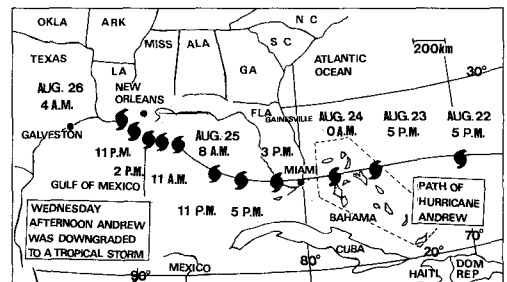 OKLA
ARK
N C
MISS
ALA
S C
TEXAS
GA
ATLANTIC
OCEAN
200km
LA
30°
AUG. 26
4 A.M.
NEW
ORLEANS
FLA
GAINESVILLE
AUG. 24
0 A.M.
AUG. 23
5 P.M.
AUG. 22
5 P.M.
GALVESTON
AUG. 25
8 A.M.
3 P.M.
11 P.M.
2 P.M.
11 A.M.
MIAMI
GULF OF MEXICO
11 P.M.
5 P.M.
BAHAMA
PATH OF
HURRICANE
ANDREW
WEDNESDAY
AFTERNOON ANDREW
WAS DOWNGRADED
TO A TROPICAL STORM
70°
CUBA
20°
80°
MEXICO
90°
HAITI
DOM
REP